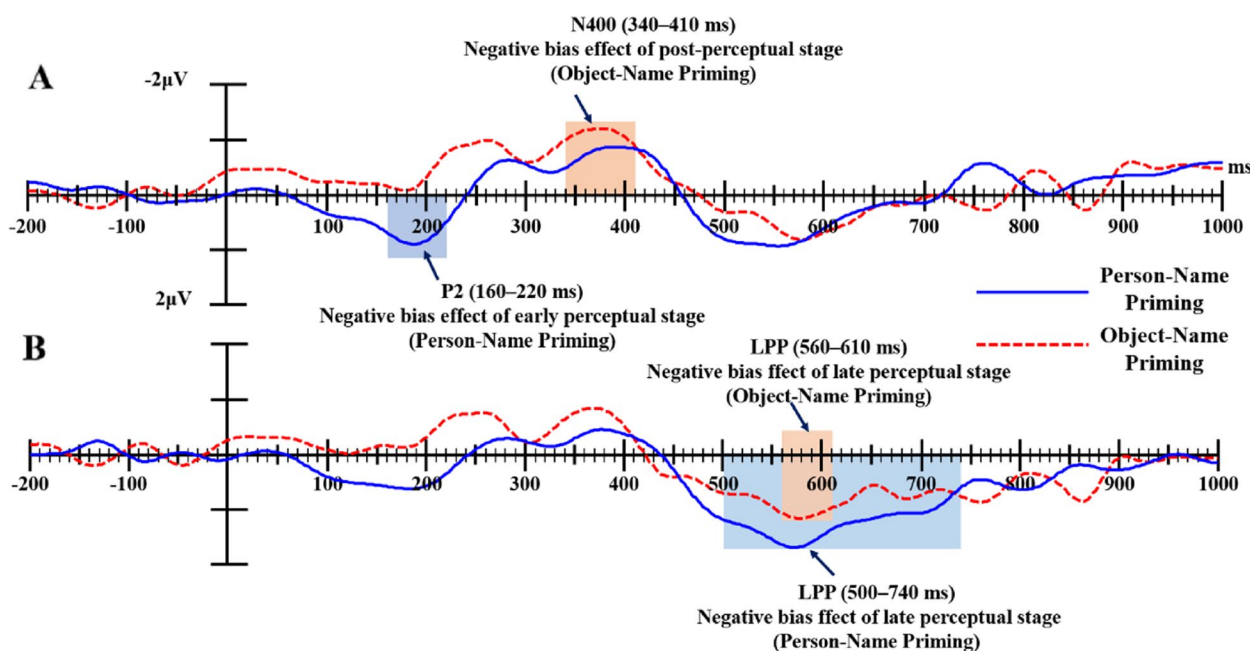 N400 (340–410 ms)
Negative bias effect of post-perceptual stage
(Object-Name Priming)
A
-2μV
ms
-200 -100 100 200 300 400 500 600 700 800 900 1000
2μV
P2 (160–220 ms)
Negative bias effect of early perceptual stage
(Person-Name Priming)
Person-Name
Priming
Object-Name
Priming
B
LPP (560–610 ms)
Negative bias ffect of late perceptual stage
(Object-Name Priming)
-200 -100 100 200 300 400 500 600 700 800 900 1000
LPP (500–740 ms)
Negative bias ffect of late perceptual stage
(Person-Name Priming)